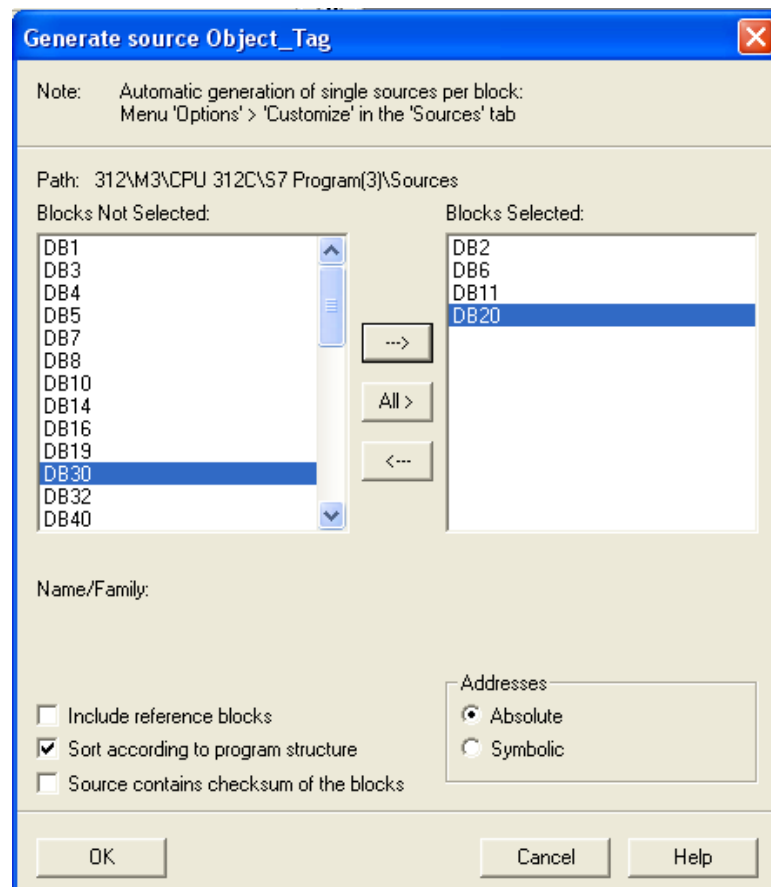 Generate source Object_Tag
Note: Automatic generation of single sources per block:
Menu 'Options' > 'Customize' in the 'Sources' tab
Path: 312\M3\CPU 312C\S7 Program(3)\Sources
Blocks Not Selected:
DB1
DB3
DB4
DB5
DB7
DB8
DB10
DB14
DB16
DB19
DB30
DB32
DB40
--->
All >
<---
Blocks Selected:
DB2
DB6
DB11
DB20
Name/Family:
Include reference blocks
Sort according to program structure
Source contains checksum of the blocks
Addresses
Absolute
Symbolic
OK
Cancel
Help